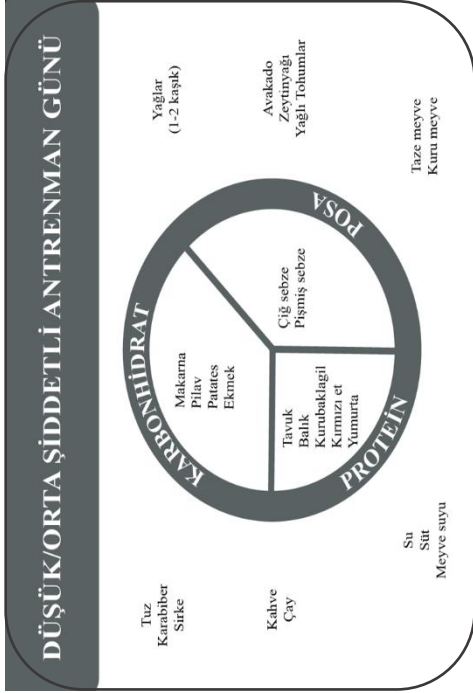 DÜŞÜK/ORTA ŞİDDETLİ ANTRENMAN GÜNÜ
Tuz
Karabiber
Sirke
Yağlar
(1-2 kaşık)
KARBONHİDRAT
Makarna
Pilav
Patates
Ekmek
Kahve
Çay
Avakado
Zeytinyağı
Yağlı Tohumlar
Tavuk
Balık
Kurubaklagil
Kırmızı et
Yumurta
PROTEİN
Çiğ sebze
Pişmiş sebze
POSA
Su
Süt
Meyve suyu
Taze meyve
Kuru meyve